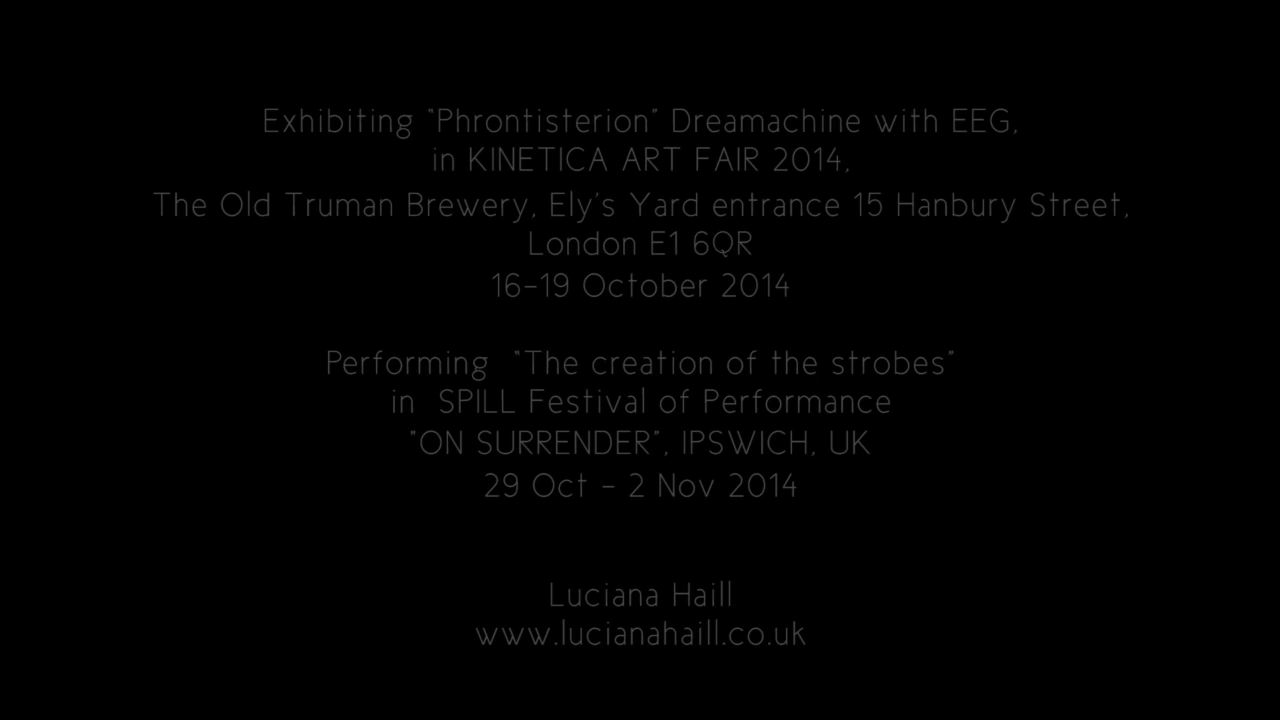 Exhibiting "Phrontisterion" Dreamachine with EEG,
in KINETICA ART FAIR 2014,
The Old Truman Brewery, Ely's Yard entrance 15 Hanbury Street,
London E1 6QR
16-19 October 2014
Performing "The creation of the strobes"
in SPILL Festival of Performance
"ON SURRENDER", IPSWICH, UK
29 Oct - 2 Nov 2014
Luciana Haill
www.lucianahaill.co.uk